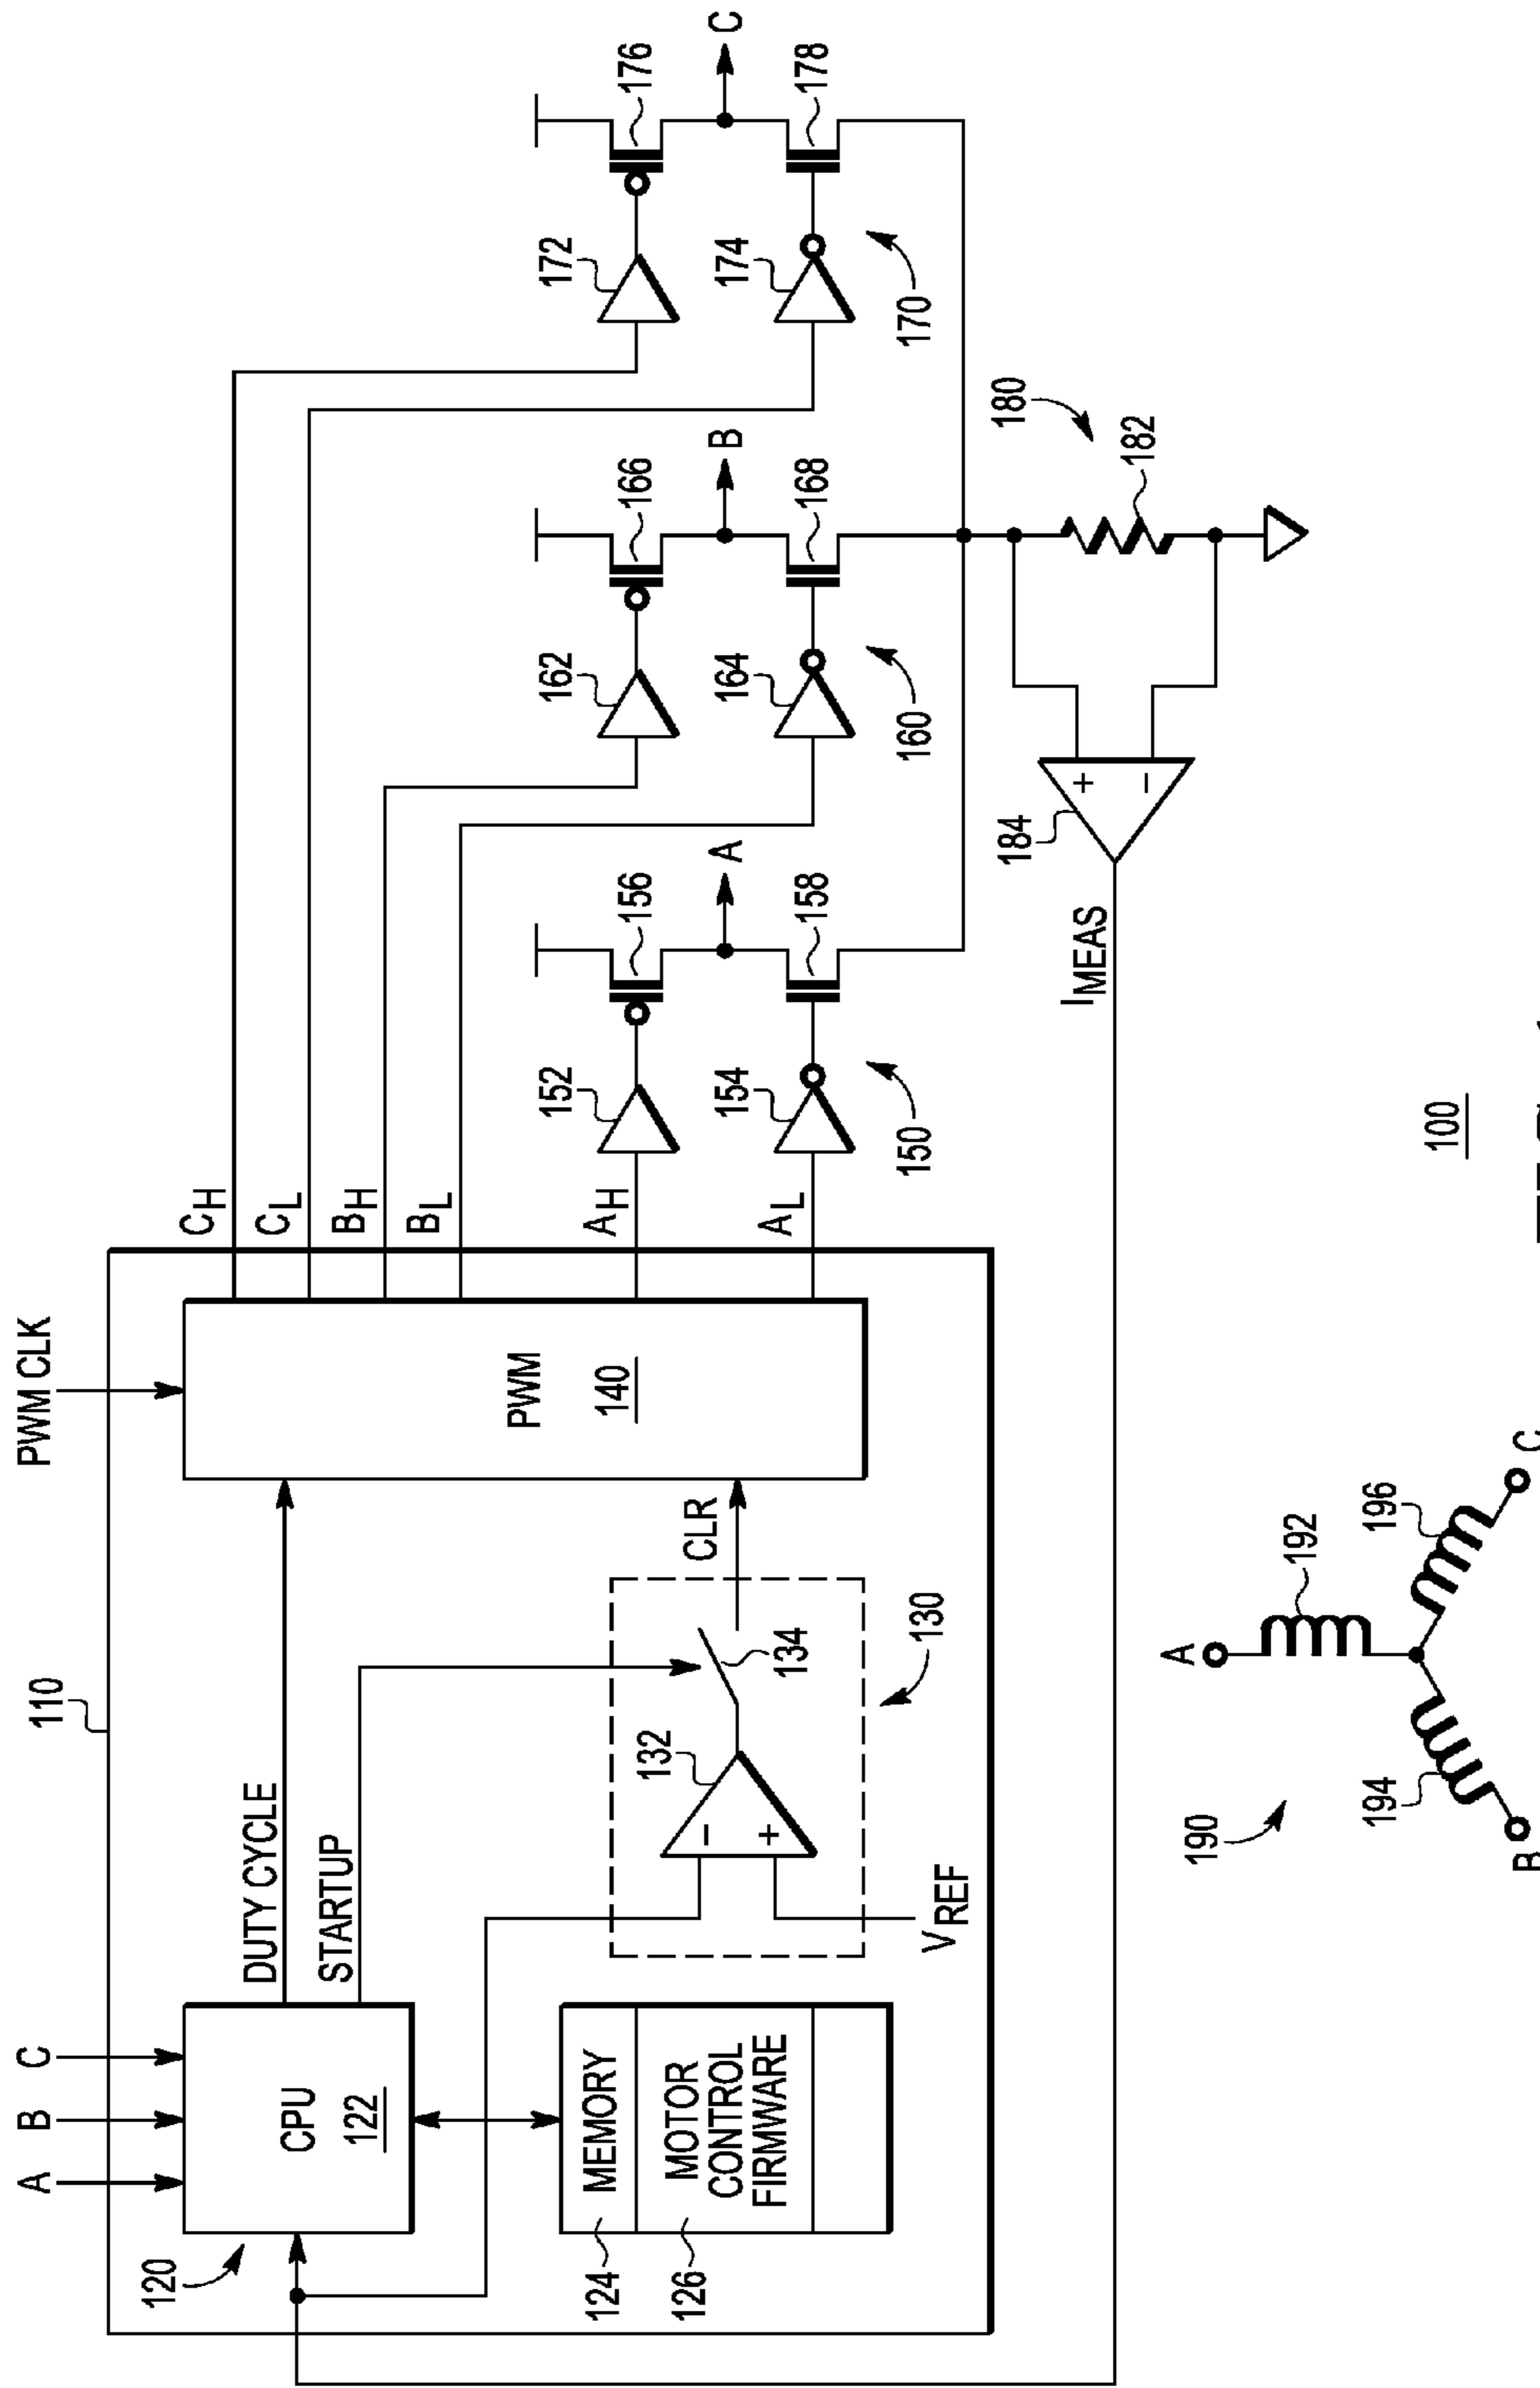 PWM CLK
A
B
C
110
120
CPU
122
DUTY CYCLE
STARTUP
PWM
140
CH
CL
BH
BL
AH
AL
124
MEMORY
126
MOTOR
CONTROL
FIRMWARE
132
−
+
134
CLR
130
VREF
152
154
156
158
150
A
162
164
166
168
160
B
172
174
176
178
170
C
180
182
184
+
−
IMEAS
190
A
192
194
196
B
C
100